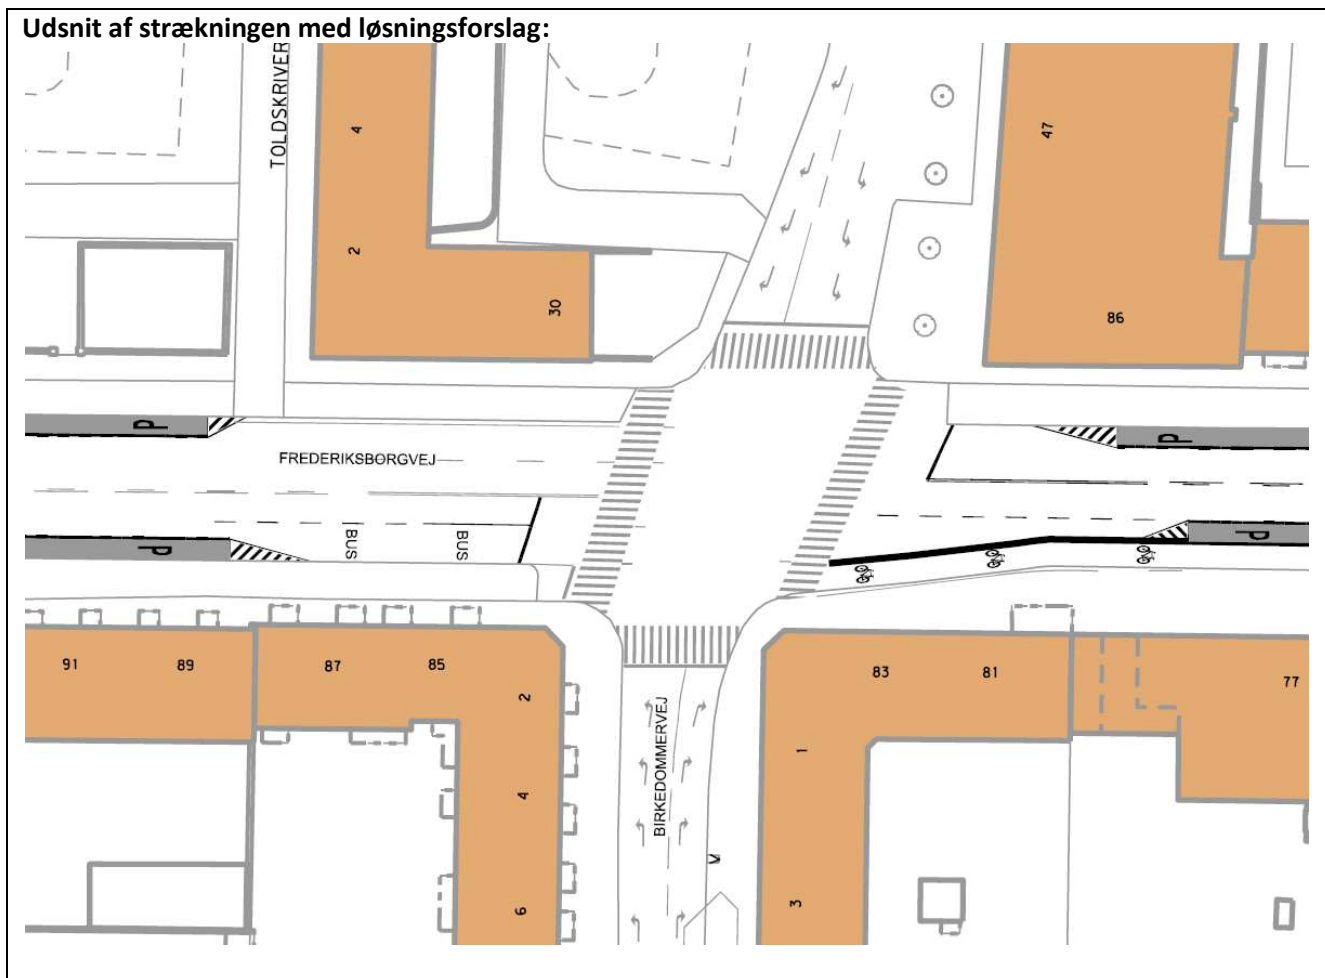 Udsnit af strækningen med løsningsforslag:
TOLDSKRIVER
4
2
30
47
86
P
P
FREDERIKSBORGVEJ
P
BUS
BUS
P
91
89
87
85
2
4
6
83
81
77
1
3
BIRKEDOMMERVEJ
V